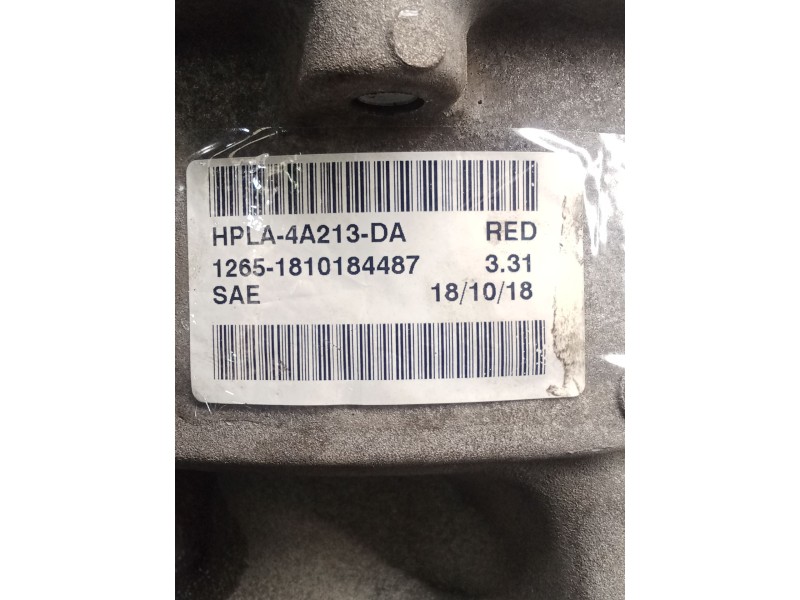 HPLA-4A213-DA RED
1265-1810184487 3.31
SAE 18/10/18